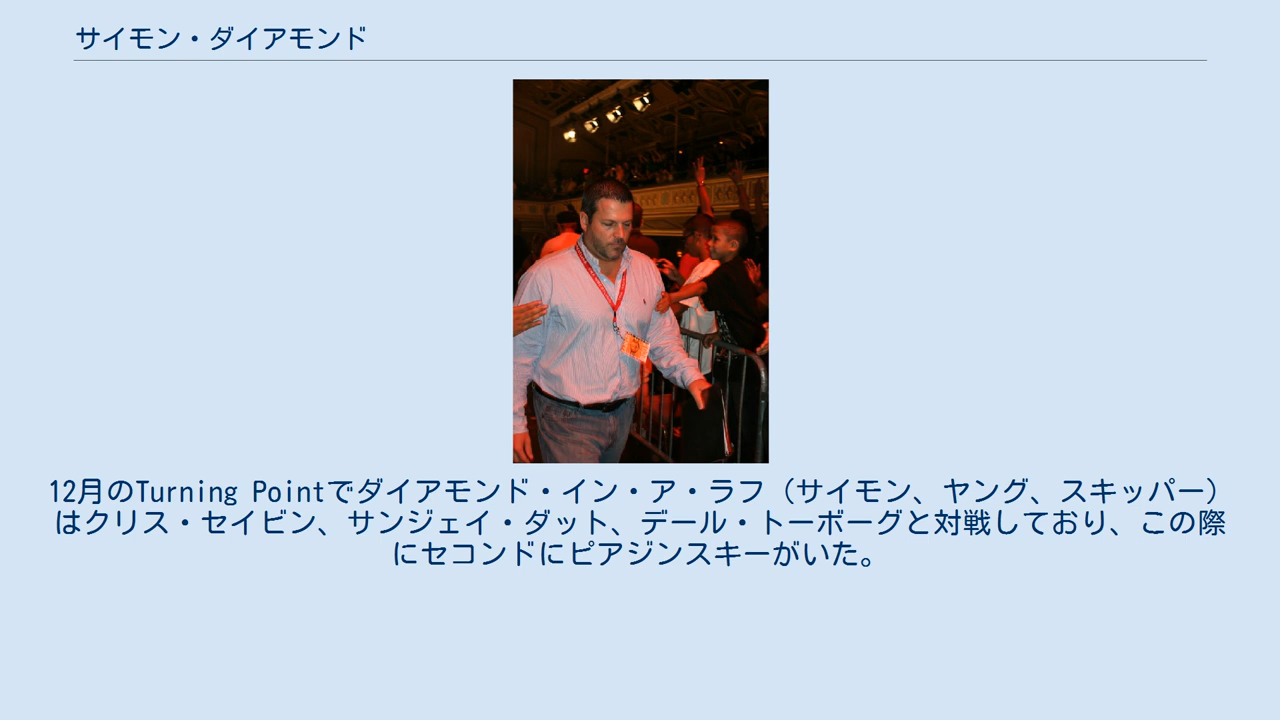 サイモン・ダイアモンド
12月のTurning Pointでダイアモンド・イン・ア・ラフ（サイモン、ヤング、スキッパー）
はクリス・セイビン、サンジェイ・ダット、デール・トーボーグと対戦しており、この際
にセコンドにピアジンスキーがいた。